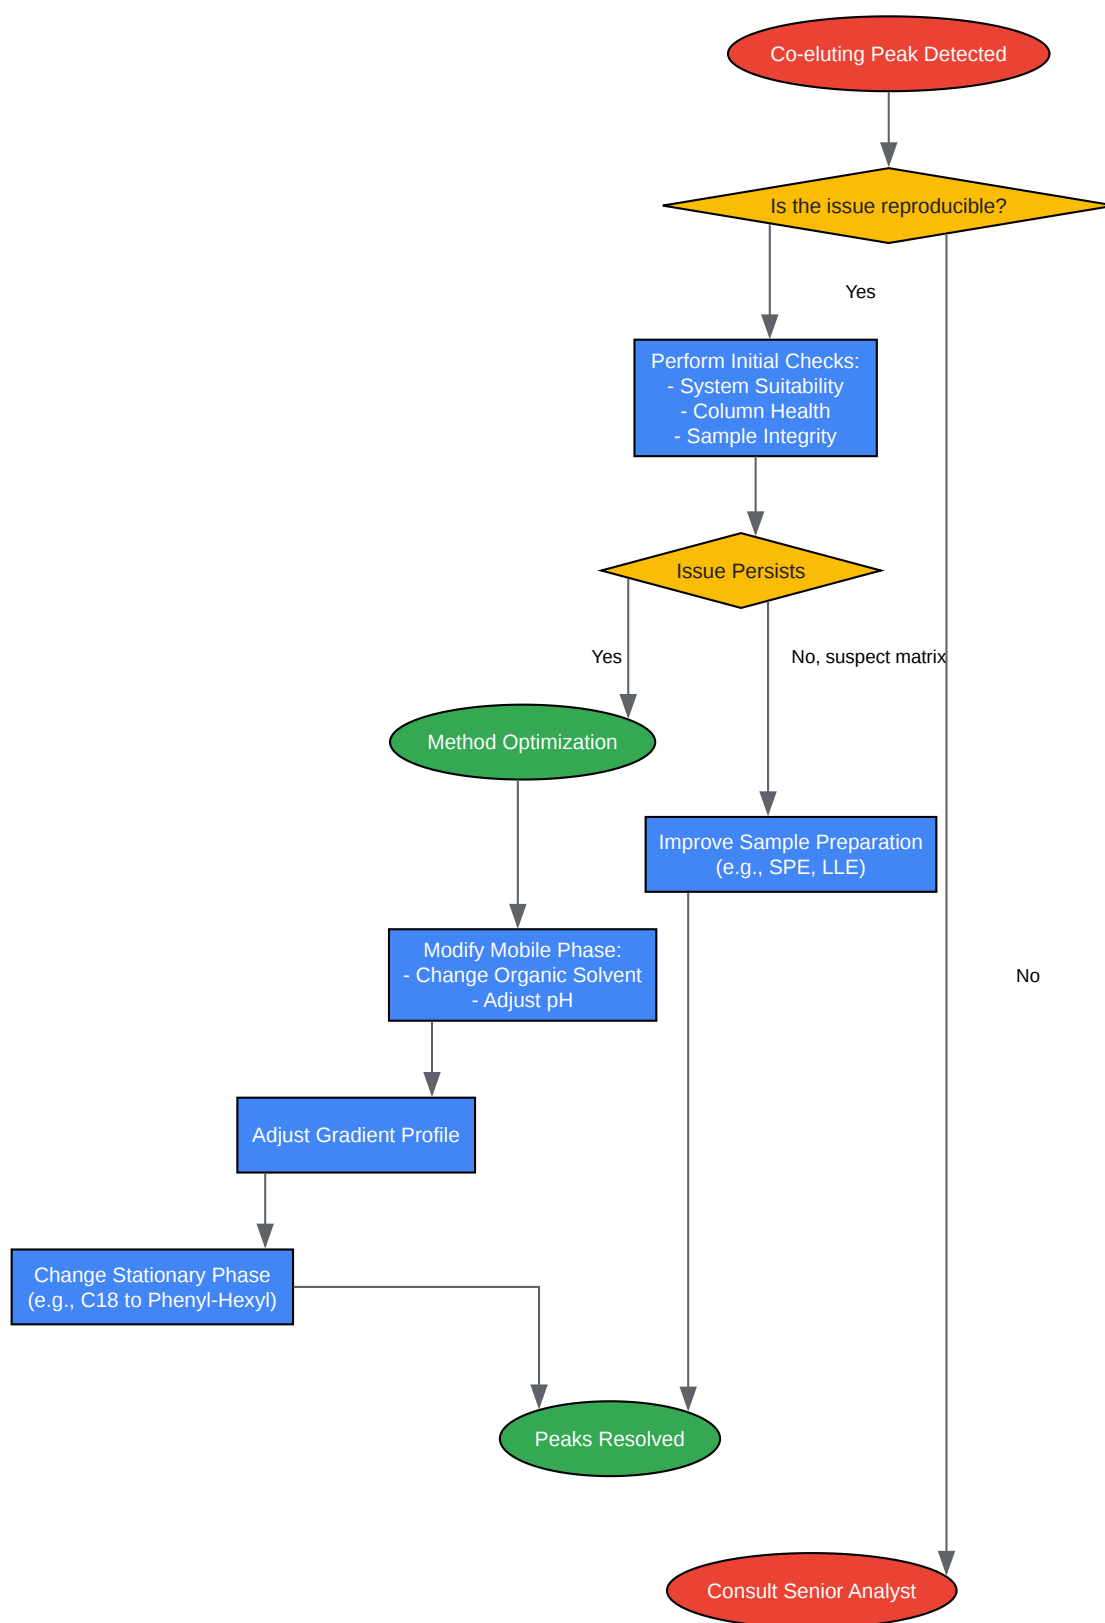 Co-eluting Peak Detected
Is the issue reproducible?
Yes
Perform Initial Checks:
- System Suitability
- Column Health
- Sample Integrity
Issue Persists
Yes
No, suspect matrix
Method Optimization
Improve Sample Preparation
(e.g., SPE, LLE)
Modify Mobile Phase:
- Change Organic Solvent
- Adjust pH
No
Adjust Gradient Profile
Change Stationary Phase
(e.g., C18 to Phenyl-Hexyl)
Peaks Resolved
Consult Senior Analyst